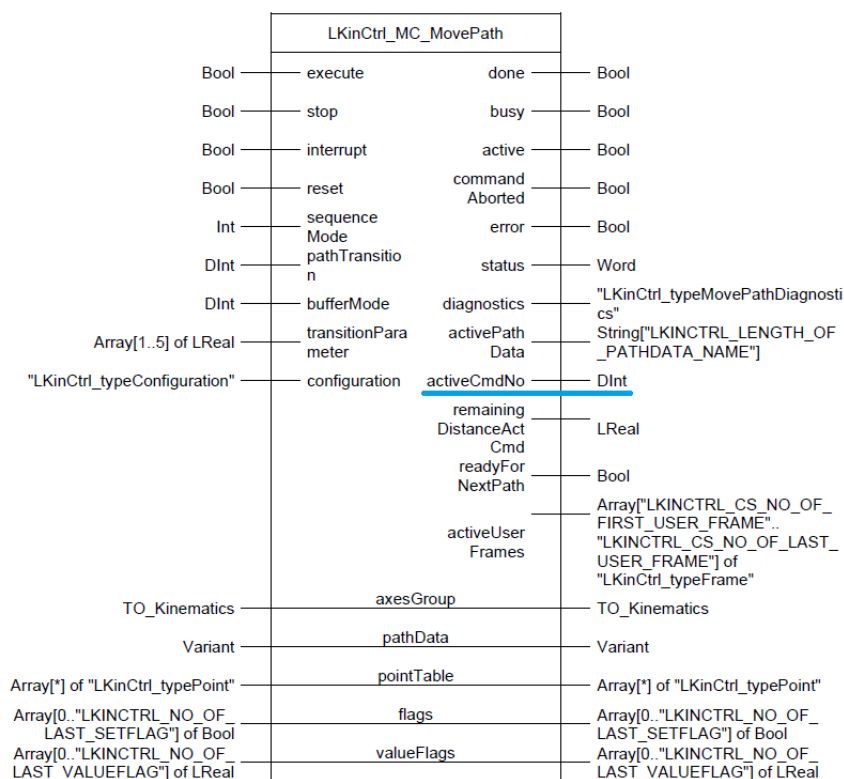 LKinCtrl_MC_MovePath
Bool execute done Bool
Bool stop busy Bool
Bool interrupt active Bool
Bool reset command
Aborted Bool
Int sequence
Mode error Bool
DInt pathTransitio
n status Word
DInt bufferMode diagnostics "LKinCtrl_typeMovePathDiagnosti
cs"
Array[1..5] of LReal transitionPara
meter activePath
Data String["LKINCTRL_LENGTH_OF
_PATHDATA_NAME"]
"LKinCtrl_typeConfiguration" configuration activeCmdNo DInt
remaining
DistanceAct
Cmd LReal
readyFor
NextPath Bool
activeUser
Frames Array["LKINCTRL_CS_NO_OF_
FIRST_USER_FRAME"..
"LKINCTRL_CS_NO_OF_LAST_
USER_FRAME"] of
"LKinCtrl_typeFrame"
TO_Kinematics axesGroup TO_Kinematics
Variant pathData Variant
Array[*] of "LKinCtrl_typePoint" pointTable Array[*] of "LKinCtrl_typePoint"
Array[0.."LKINCTRL_NO_OF_ flags Array[0.."LKINCTRL_NO_OF_
LAST_SETFLAG"] of Bool LAST_SETFLAG"] of Bool
Array[0.."LKINCTRL_NO_OF_ valueFlags Array[0.."LKINCTRL_NO_OF_
LAST_VALUEFLAG"] of LReal LAST_VALUEFLAG"] of LReal